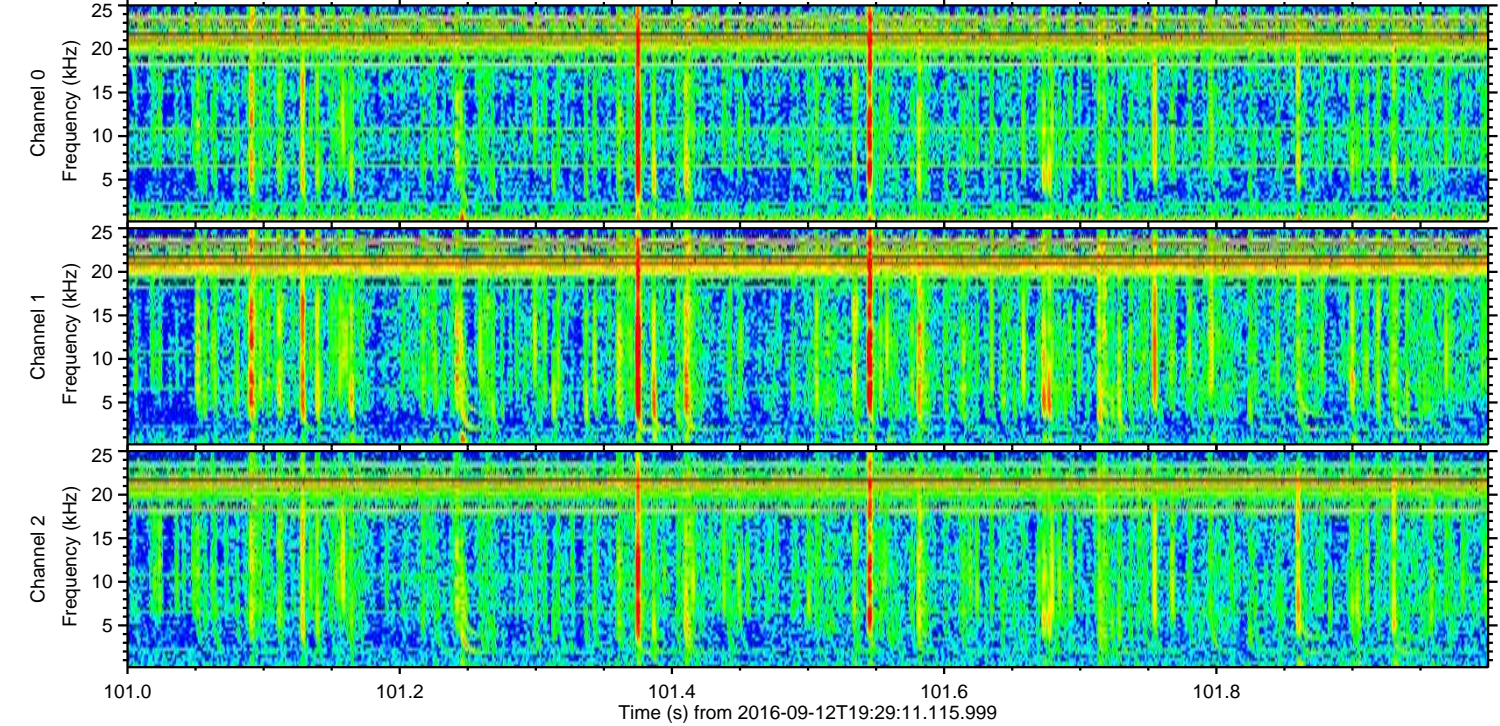 25
20
15
10
5
Channel 0
Frequency (kHz)
25
20
15
10
5
Channel 1
Frequency (kHz)
25
20
15
10
5
Channel 2
Frequency (kHz)
101.0 101.2 101.4 101.6 101.8
Time (s) from 2016-09-12T19:29:11.115.999